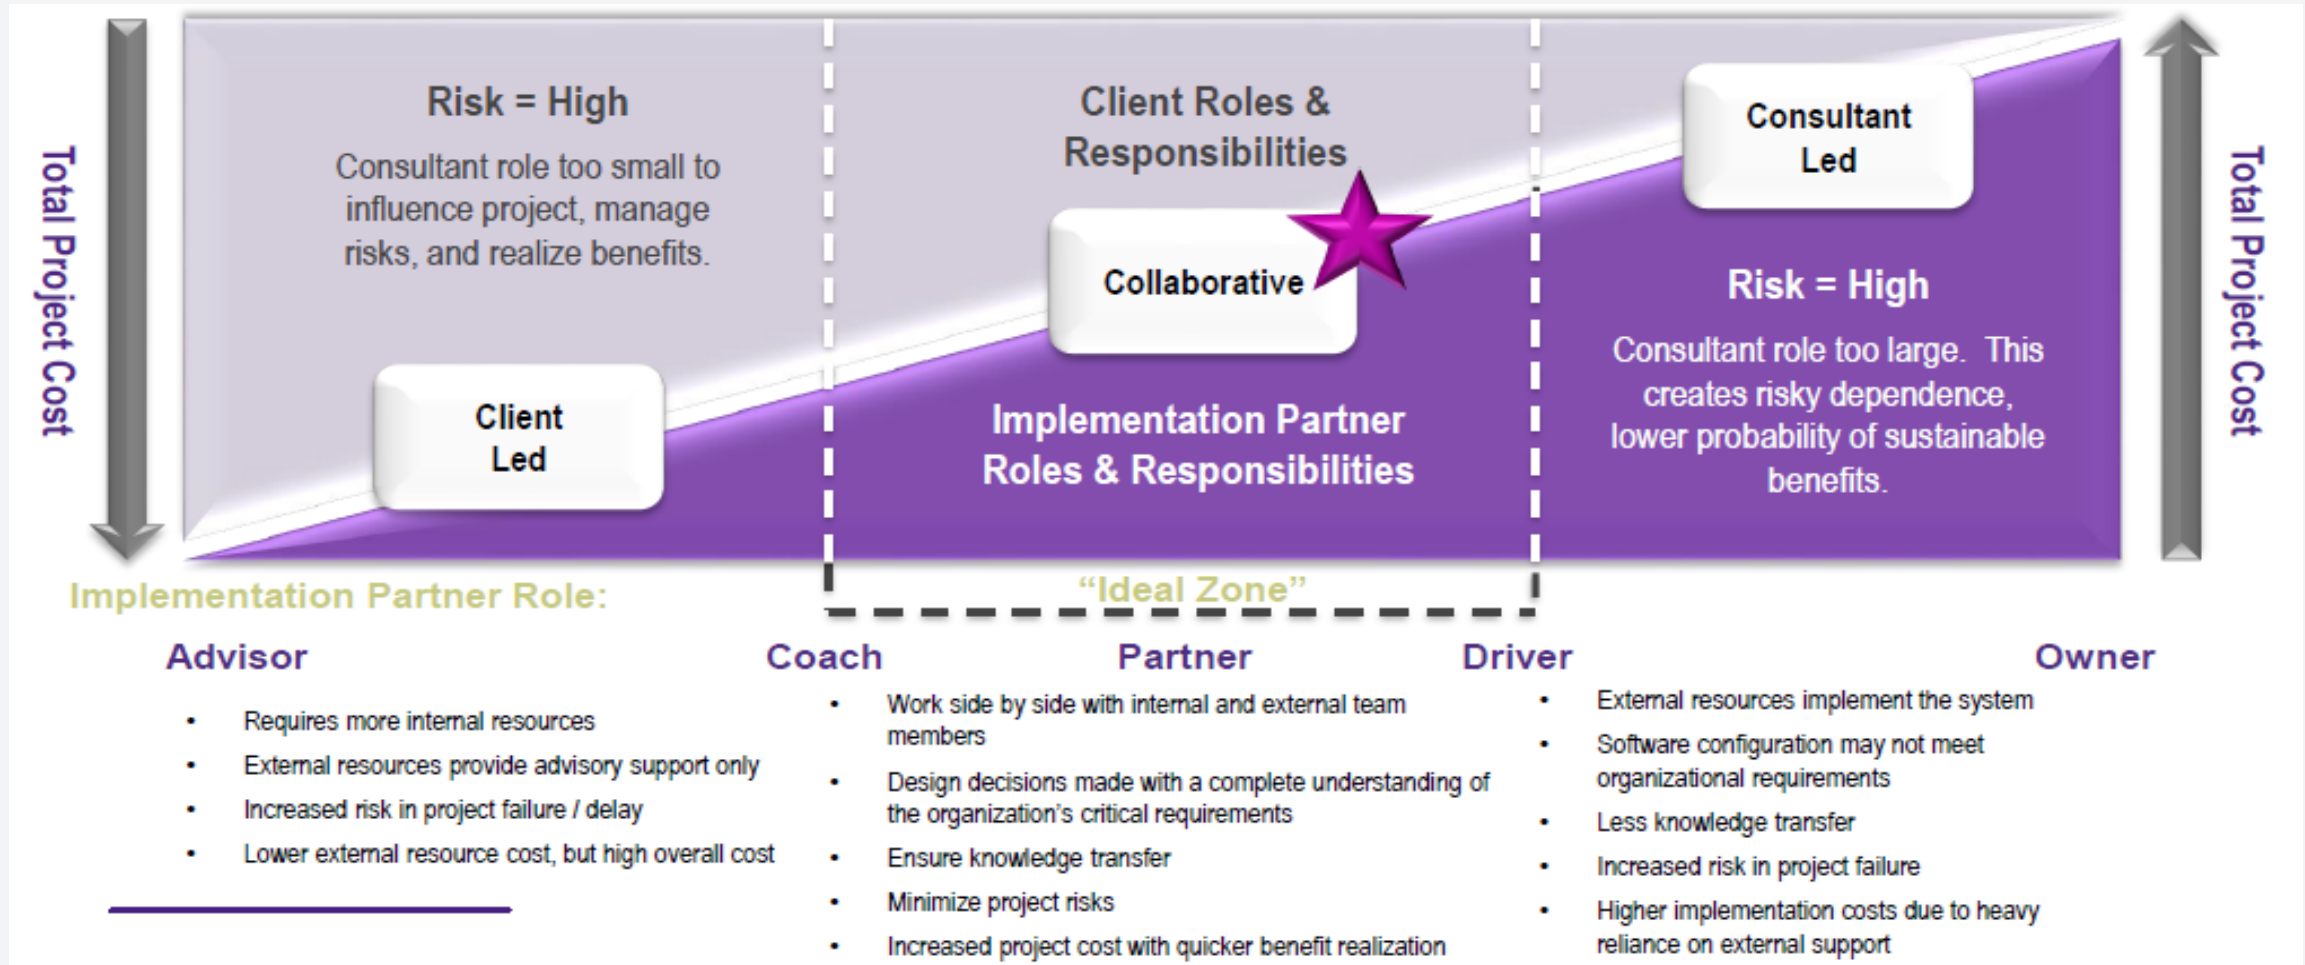 Total Project Cost
Risk = High
Consultant role too small to
influence project, manage
risks, and realize benefits.
Client
Led
Client Roles &
Responsibilities
Collaborative
Implementation Partner
Roles & Responsibilities
Consultant
Led
Risk = High
Consultant role too large. This
creates risky dependence,
lower probability of sustainable
benefits.
Total Project Cost
Implementation Partner Role:
“Ideal Zone”
Advisor
Coach
Partner
Driver
Owner
• Requires more internal resources
• External resources provide advisory support only
• Increased risk in project failure / delay
• Lower external resource cost, but high overall cost
• Work side by side with internal and external team
members
• Design decisions made with a complete understanding of
the organization’s critical requirements
• Ensure knowledge transfer
• Minimize project risks
• Increased project cost with quicker benefit realization
• External resources implement the system
• Software configuration may not meet
organizational requirements
• Less knowledge transfer
• Increased risk in project failure
• Higher implementation costs due to heavy
reliance on external support